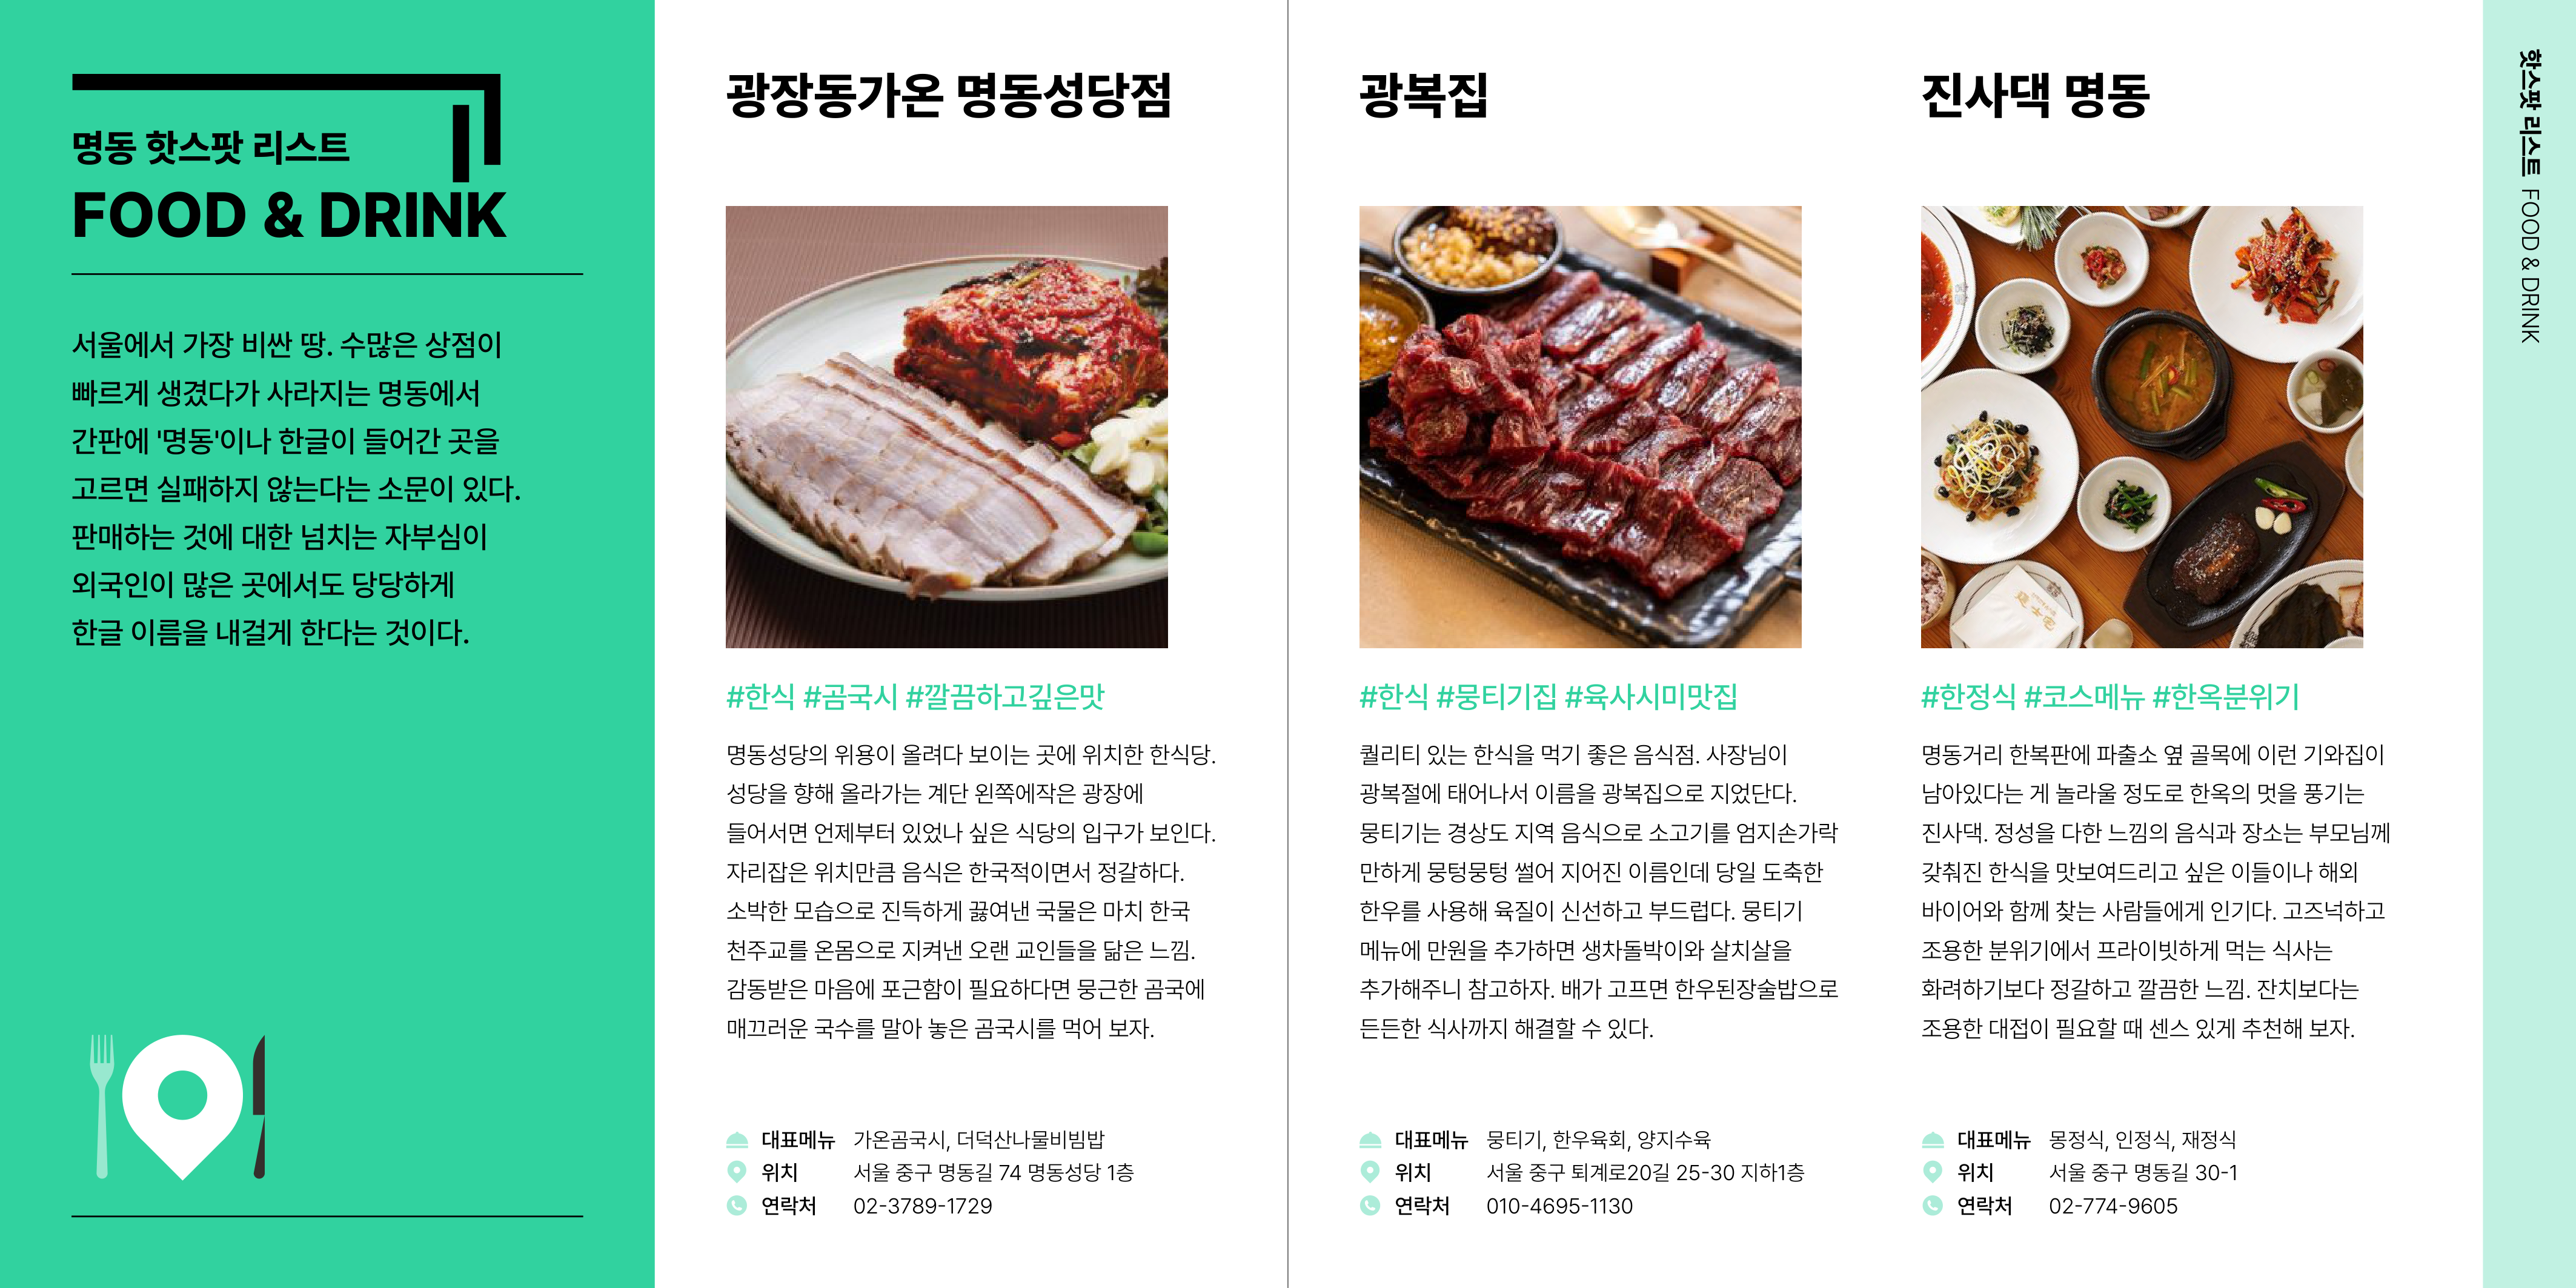 명동 핫스팟 리스트
FOOD & DRINK
서울에서 가장 비싼 땅. 수많은 상점이
빠르게 생겼다가 사라지는 명동에서
간판에 '명동'이나 한글이 들어간 곳을
고르면 실패하지 않는다는 소문이 있다.
판매하는 것에 대한 넘치는 자부심이
외국인이 많은 곳에서도 당당하게
한글 이름을 내걸게 한다는 것이다.
광장동가온 명동성당점
#한식 #곰국시 #깔끔하고깊은맛
명동성당의 위용이 올려다 보이는 곳에 위치한 한식당.
성당을 향해 올라가는 계단 왼쪽에작은 광장에
들어서면 언제부터 있었나 싶은 식당의 입구가 보인다.
자리잡은 위치만큼 음식은 한국적이면서 정갈하다.
소박한 모습으로 진득하게 끓여낸 국물은 마치 한국
천주교를 온몸으로 지켜낸 오랜 교인들을 닮은 느낌.
감동받은 마음에 포근함이 필요하다면 뭉근한 곰국에
매끄러운 국수를 말아 놓은 곰국시를 먹어 보자.
대표메뉴 가온곰국시, 더덕산나물비빔밥
위치 서울 중구 명동길 74 명동성당 1층
연락처 02-3789-1729
광복집
#한식 #뭉티기집 #육사시미맛집
퀄리티 있는 한식을 먹기 좋은 음식점. 사장님이
광복절에 태어나서 이름을 광복집으로 지었단다.
뭉티기는 경상도 지역 음식으로 소고기를 엄지손가락
만하게 뭉텅뭉텅 썰어 지어진 이름인데 당일 도축한
한우를 사용해 육질이 신선하고 부드럽다. 뭉티기
메뉴에 만원을 추가하면 생차돌박이와 살치살을
추가해주니 참고하자. 배가 고프면 한우된장술밥으로
든든한 식사까지 해결할 수 있다.
대표메뉴 뭉티기, 한우육회, 양지수육
위치 서울 중구 퇴계로20길 25-30 지하1층
연락처 010-4695-1130
진사댁 명동
#한정식 #코스메뉴 #한옥분위기
명동거리 한복판에 파출소 옆 골목에 이런 기와집이
남아있다는 게 놀라울 정도로 한옥의 멋을 풍기는
진사댁. 정성을 다한 느낌의 음식과 장소는 부모님께
갖춰진 한식을 맛보여드리고 싶은 이들이나 해외
바이어와 함께 찾는 사람들에게 인기다. 고즈넉하고
조용한 분위기에서 프라이빗하게 먹는 식사는
화려하기보다 정갈하고 깔끔한 느낌. 잔치보다는
조용한 대접이 필요할 때 센스 있게 추천해 보자.
대표메뉴 몽정식, 인정식, 재정식
위치 서울 중구 명동길 30-1
연락처 02-774-9605
핫스팟 리스트 FOOD & DRINK